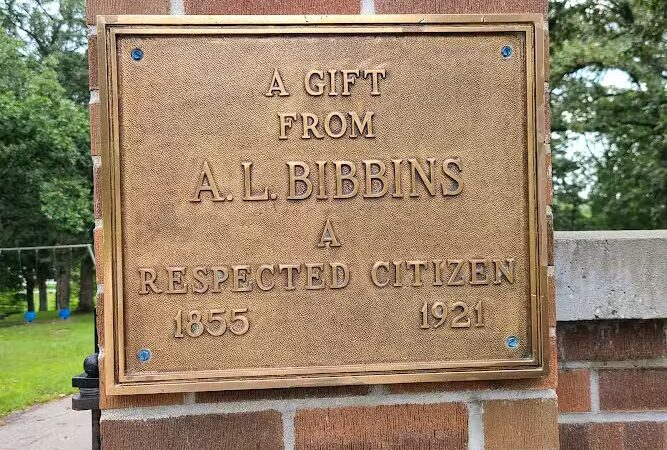 A GIFT
FROM
A.L. BIBBINS
A
RESPECTED CITIZEN
1855 1921